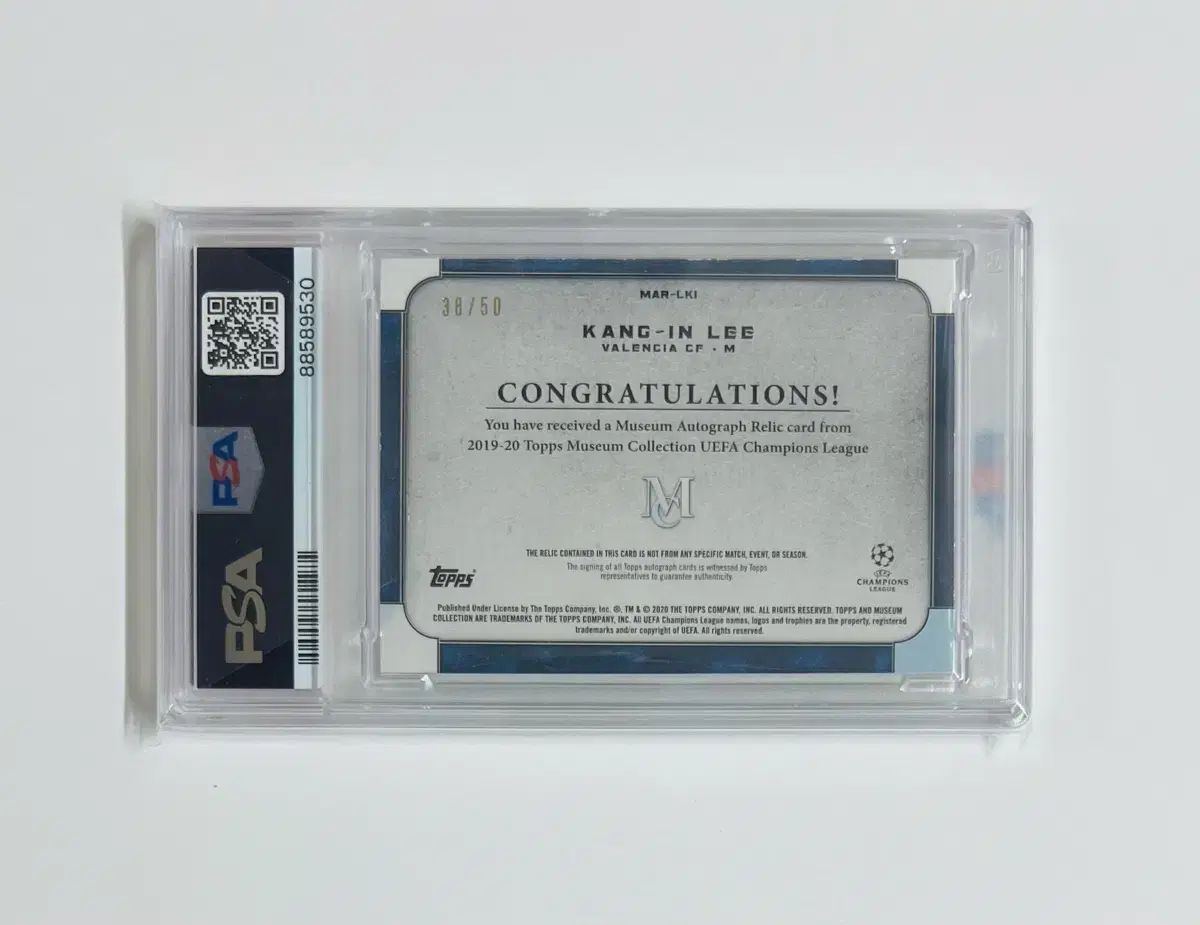 88589530
PSA
PSA
38/50
MAR-LKI
KANG-IN LEE
VALENCIA CF · M
CONGRATULATIONS!
You have received a Museum Autograph Relic card from
2019-20 Topps Museum Collection UEFA Champions League
MC
THE RELIC CONTAINED IN THIS CARD IS NOT FROM ANY SPECIFIC MATCH, EVENT, OR SEASON.
The signing of all Topps autograph cards is witnessed by Topps
representatives to guarantee authenticity.
Topps®
UEFA
CHAMPIONS
LEAGUE
Published Under License by The Topps Company, Inc. ®, TM & © 2020 THE TOPPS COMPANY, INC. ALL RIGHTS RESERVED. TOPPS AND MUSEUM
COLLECTION ARE TRADEMARKS OF THE TOPPS COMPANY, INC. All UEFA Champions League names, logos and trophies are the property, registered
trademarks and/or copyright of UEFA. All rights reserved.